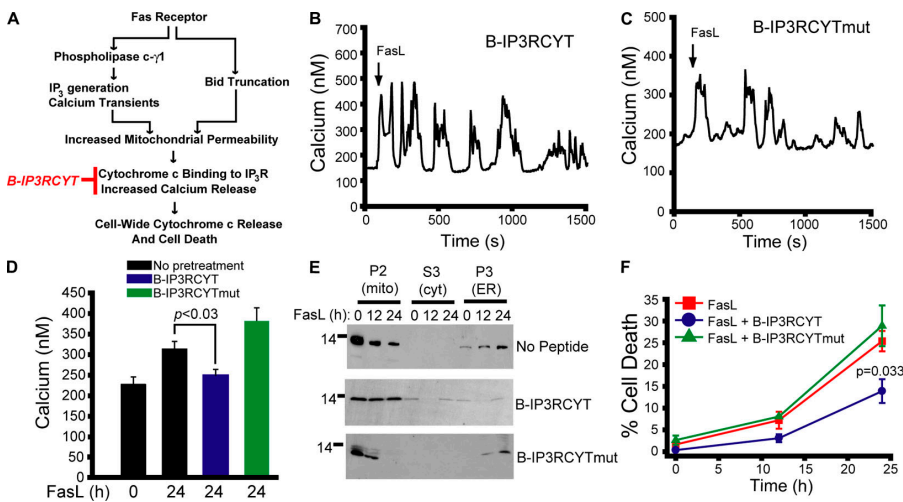 A
Fas Receptor
Phospholipase c-γ1
IP3 generation
Calcium Transients
Bid Truncation
Increased Mitochondrial Permeability
B-IP3RCYT
Cytochrome c Binding to IP3R
Increased Calcium Release
Cell-Wide Cytochrome c Release
And Cell Death
B
B-IP3RCYT
FasL
Calcium (nM)
700
600
500
400
300
200
100
0
0 500 1000 1500
Time (s)
C
B-IP3RCYTmut
FasL
Calcium (nM)
500
400
300
200
100
0
0 500 1000 1500
Time (s)
D
No pretreatment
B-IP3RCYT
B-IP3RCYTmut
p<0.03
Calcium (nM)
450
400
350
300
250
200
150
100
50
0
FasL (h) 0 24 24 24
E
P2 S3 P3
(mito) (cyt) (ER)
FasL (h): 0 12 24 0 12 24 0 12 24
14
No Peptide
14
B-IP3RCYT
14
B-IP3RCYTmut
F
FasL
FasL + B-IP3RCYT
FasL + B-IP3RCYTmut
p=0.033
% Cell Death
35
30
25
20
15
10
5
0
0 5 10 15 20 25
Time (h)